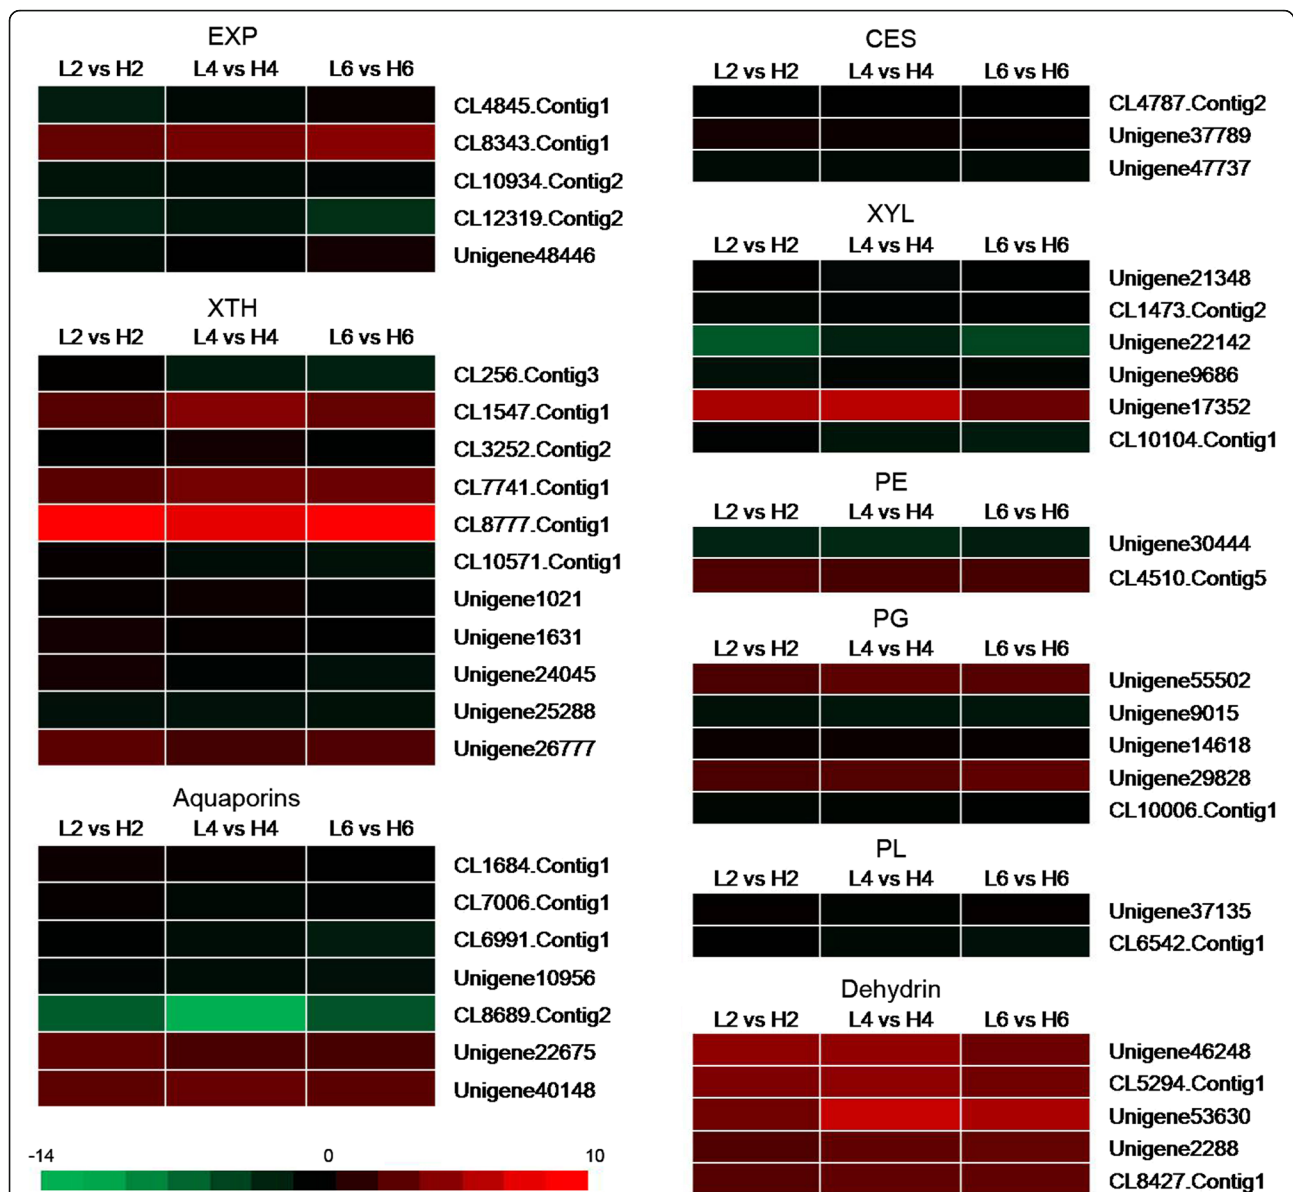 EXP
L2 vs H2 L4 vs H4 L6 vs H6
CL4845.Contig1
CL8343.Contig1
CL10934.Contig2
CL12319.Contig2
Unigene48446
XTH
L2 vs H2 L4 vs H4 L6 vs H6
CL256.Contig3
CL1547.Contig1
CL3252.Contig2
CL7741.Contig1
CL8777.Contig1
CL10571.Contig1
Unigene1021
Unigene1631
Unigene24045
Unigene25288
Unigene26777
Aquaporins
L2 vs H2 L4 vs H4 L6 vs H6
CL1684.Contig1
CL7006.Contig1
CL6991.Contig1
Unigene10956
CL8689.Contig2
Unigene22675
Unigene40148
-14 0 10
CES
L2 vs H2 L4 vs H4 L6 vs H6
CL4787.Contig2
Unigene37789
Unigene47737
XYL
L2 vs H2 L4 vs H4 L6 vs H6
Unigene21348
CL1473.Contig2
Unigene22142
Unigene9686
Unigene17352
CL10104.Contig1
PE
L2 vs H2 L4 vs H4 L6 vs H6
Unigene30444
CL4510.Contig5
PG
L2 vs H2 L4 vs H4 L6 vs H6
Unigene55502
Unigene9015
Unigene14618
Unigene29828
CL10006.Contig1
PL
L2 vs H2 L4 vs H4 L6 vs H6
Unigene37135
CL6542.Contig1
Dehydrin
L2 vs H2 L4 vs H4 L6 vs H6
Unigene46248
CL5294.Contig1
Unigene53630
Unigene2288
CL8427.Contig1